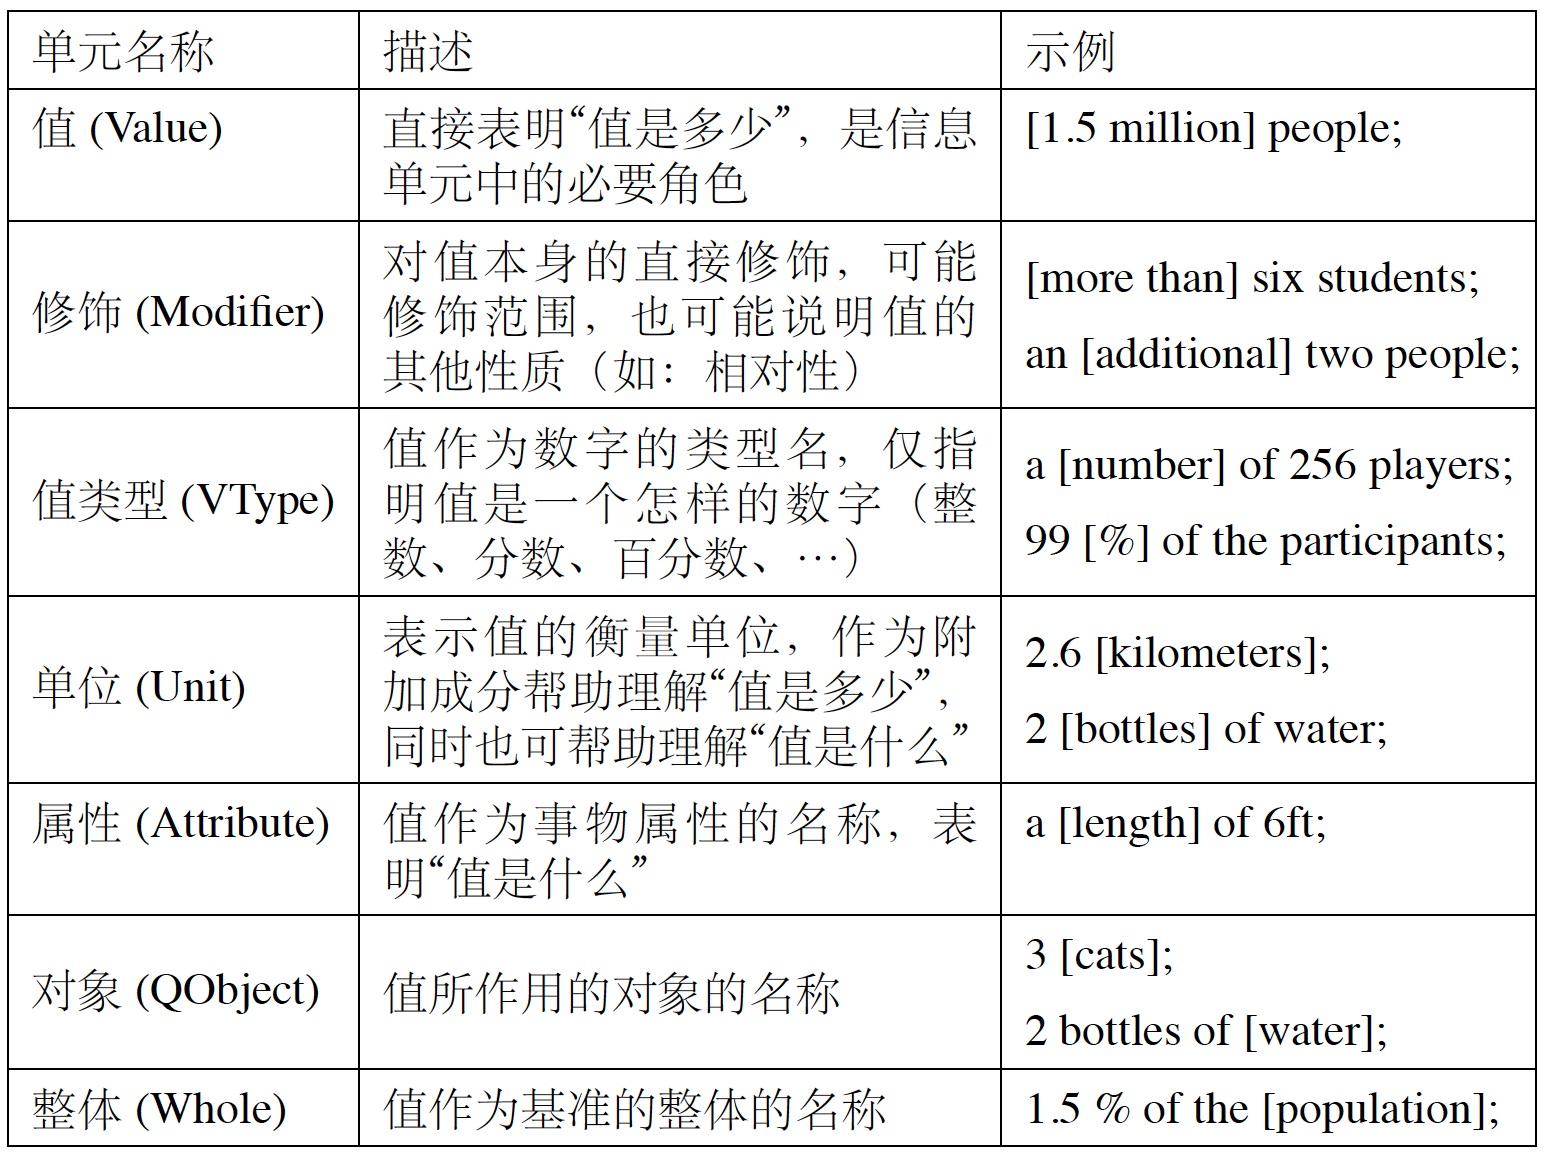 单元名称 描述 示例
值 (Value) 直接表明“值是多少”，是信息 [1.5 million] people;
单元中的必要角色
对值本身的直接修饰，可能
修饰 (Modifier) 修饰范围，也可能说明值的 [more than] six students;
其他性质（如：相对性） an [additional] two people;
值作为数字的类型名，仅指
值类型 (VType) 明值是一个怎样的数字（整 a [number] of 256 players;
数、分数、百分数、…） 99 [%] of the participants;
表示值的衡量单位，作为附
单位 (Unit) 加成分帮助理解“值是多少”， 2.6 [kilometers];
同时也可帮助理解“值是什么” 2 [bottles] of water;
属性 (Attribute) 值作为事物属性的名称，表 a [length] of 6ft;
明“值是什么”
对象 (QObject) 值所作用的对象的名称 3 [cats];
2 bottles of [water];
整体 (Whole) 值作为基准的整体的名称 1.5 % of the [population];